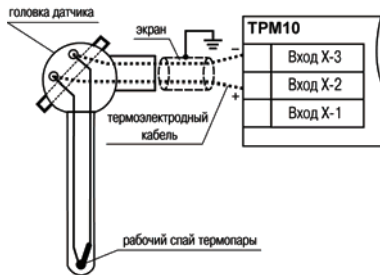 головка датчика
экран
ТРМ10
–
Вход X-3
Вход X-2
+
Вход X-1
термоэлектродный
кабель
рабочий спай термопары